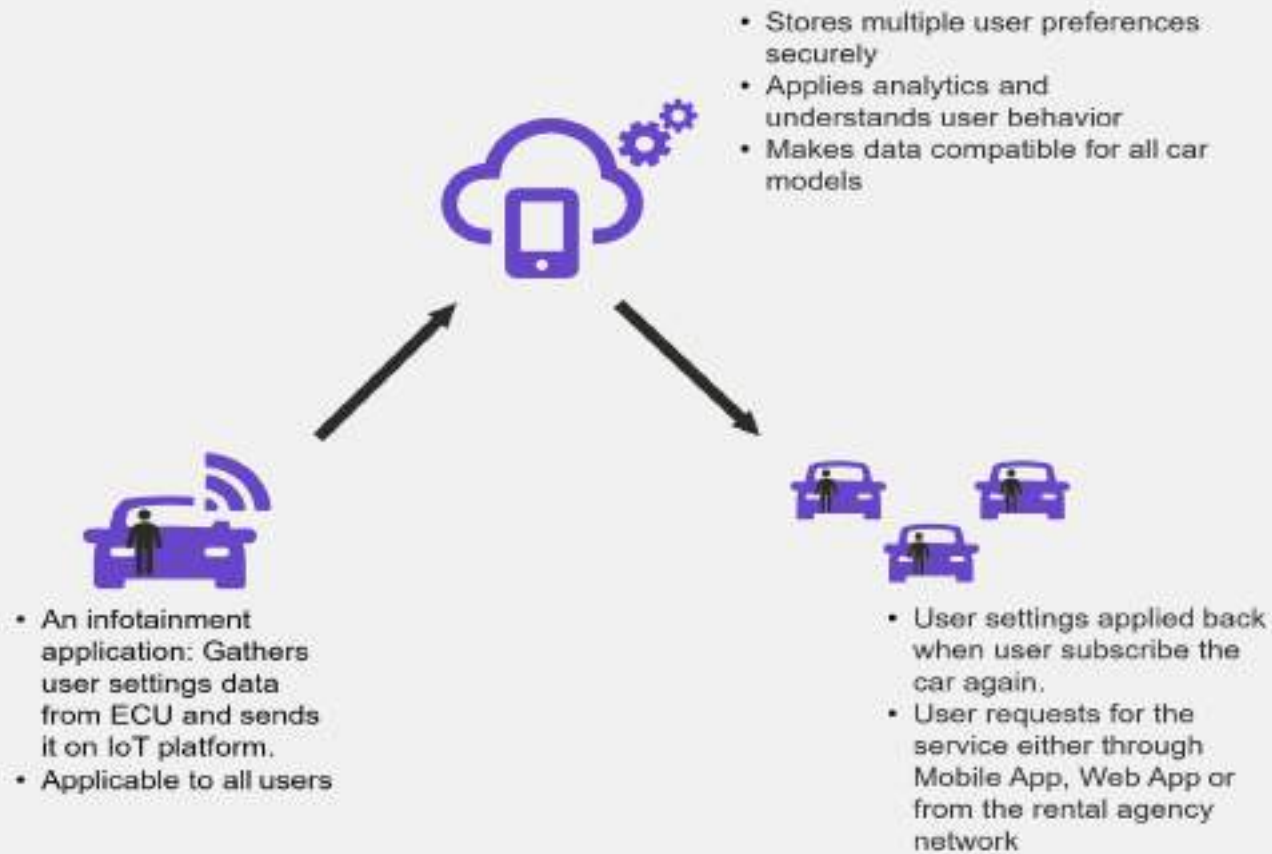 • Stores multiple user preferences
securely
• Applies analytics and
understands user behavior
• Makes data compatible for all car
models
• An infotainment
application: Gathers
user settings data
from ECU and sends
it on IoT platform.
• Applicable to all users
• User settings applied back
when user subscribe the
car again.
• User requests for the
service either through
Mobile App, Web App or
from the rental agency
network